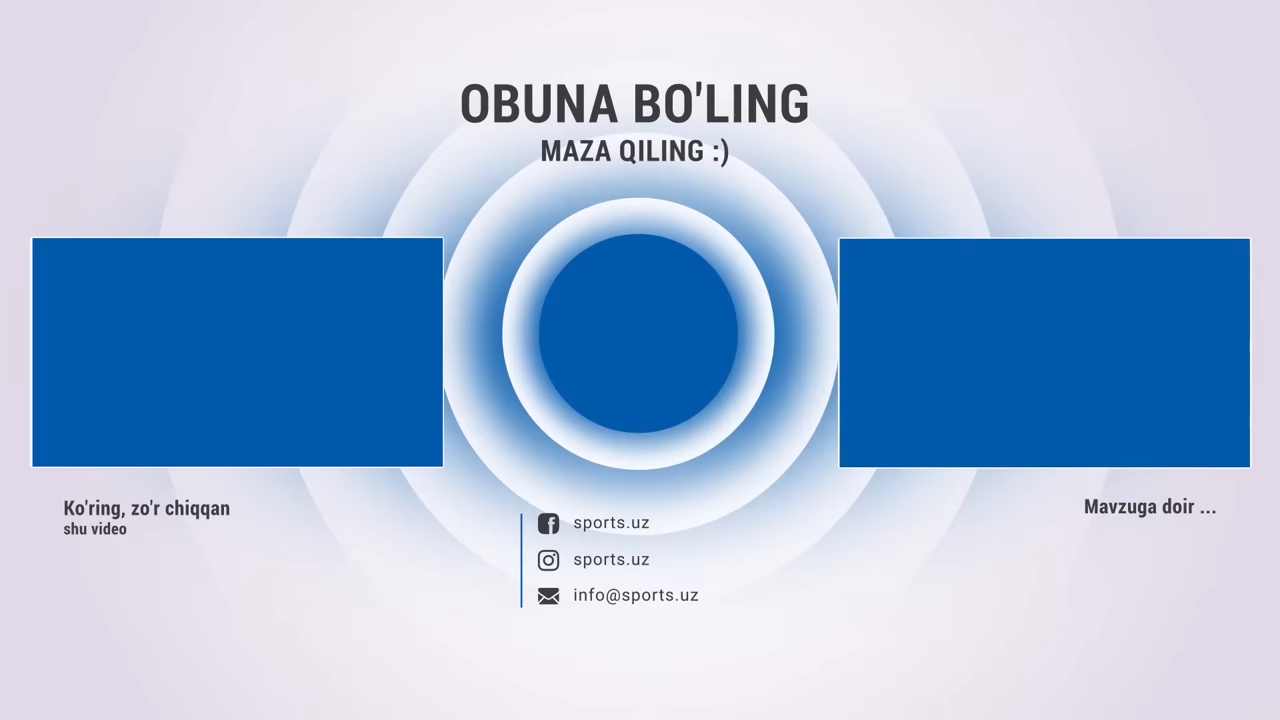 OBUNA BO'LING
MAZA QILING :)
Ko'ring, zo'r chiqqan
shu video
Mavzuga doir ...
sports.uz
sports.uz
info@sports.uz